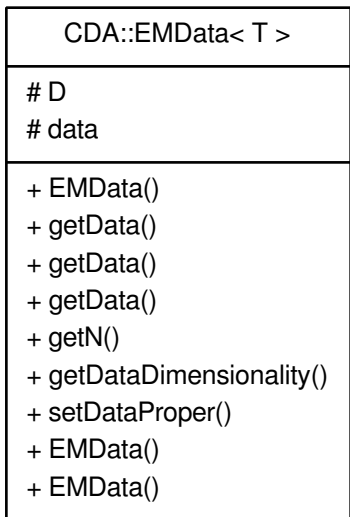 CDA::EMData< T >
# D
# data
+ EMData()
+ getData()
+ getData()
+ getData()
+ getN()
+ getDataDimensionality()
+ setDataProper()
+ EMData()
+ EMData()